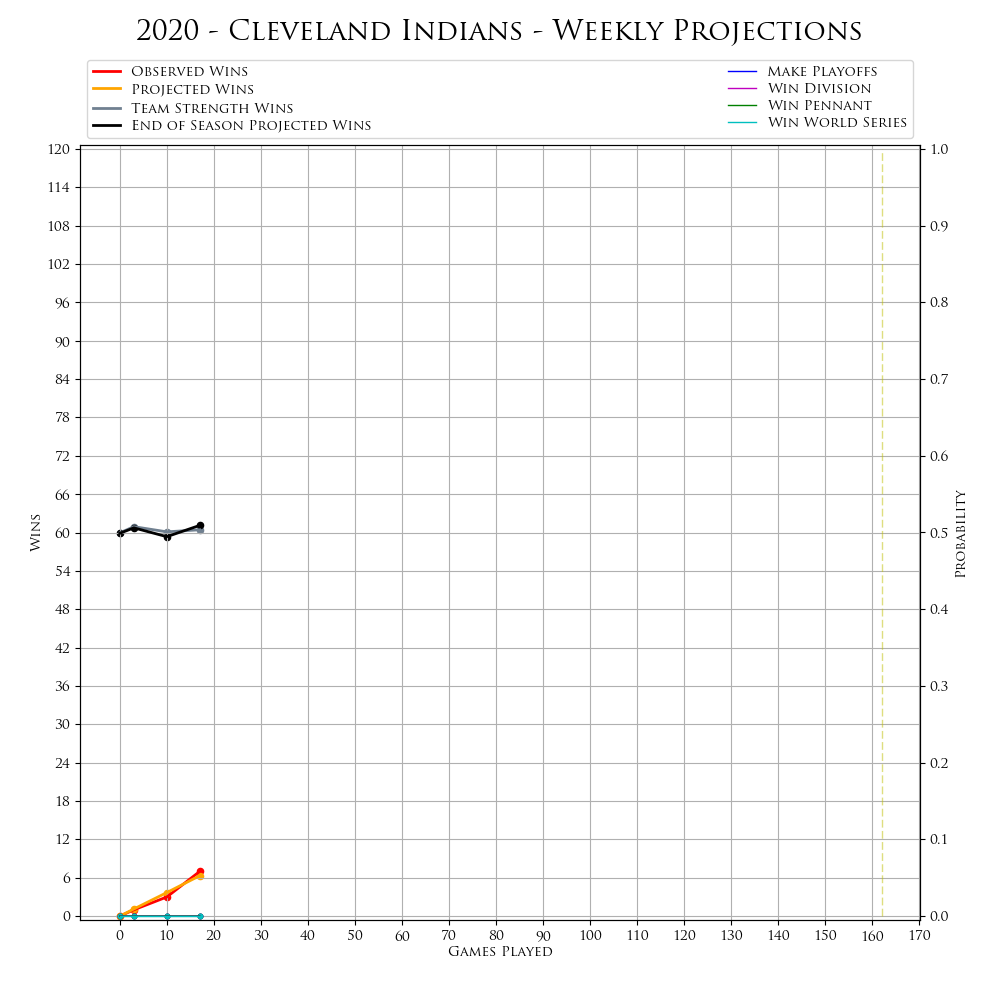 2020 - Cleveland Indians - Weekly Projections
Observed Wins
Projected Wins
Team Strength Wins
End of Season Projected Wins
Make Playoffs
Win Division
Win Pennant
Win World Series
120
114
108
102
96
90
84
78
72
66
60
54
48
42
36
30
24
18
12
6
0
Wins
1.0
0.9
0.8
0.7
0.6
0.5
0.4
0.3
0.2
0.1
0.0
Probability
0 10 20 30 40 50 60 70 80 90 100 110 120 130 140 150 160 170
Games Played